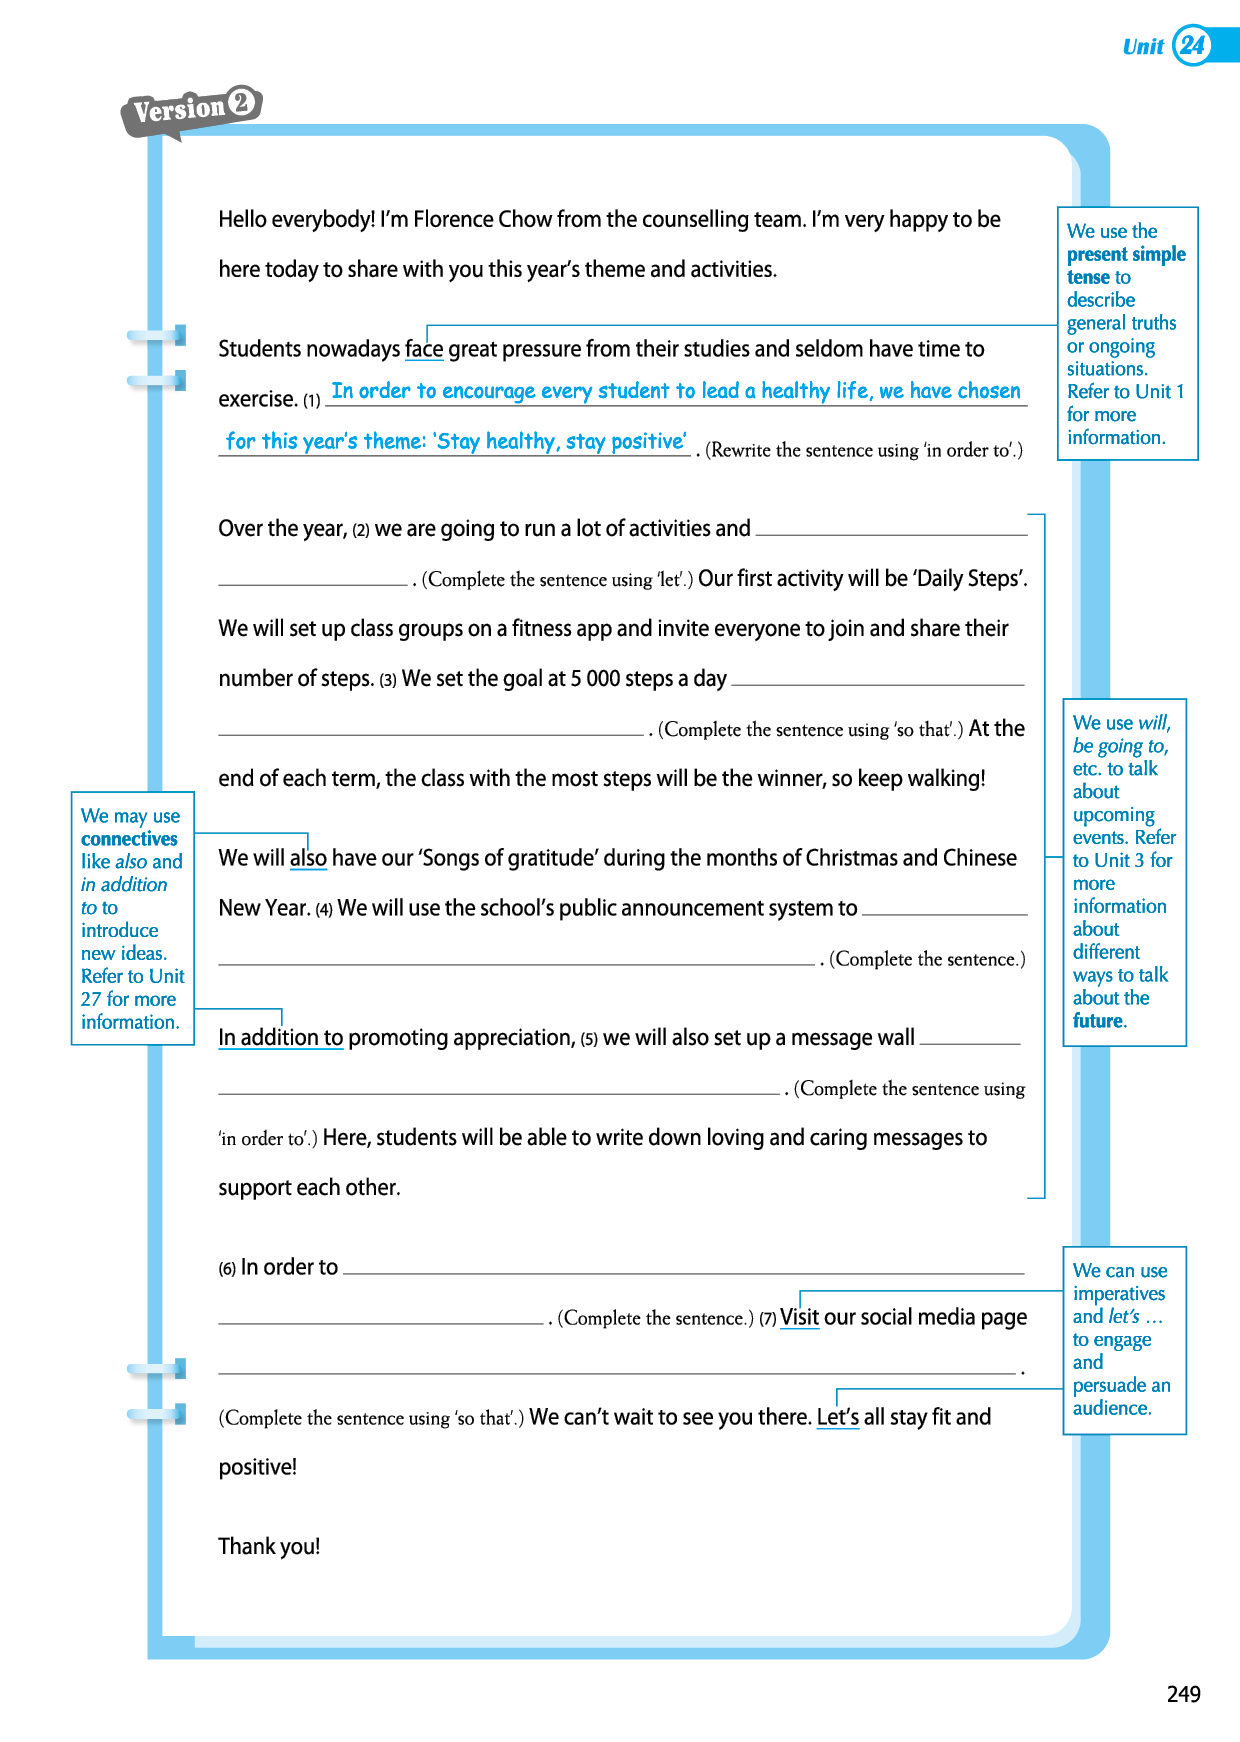 Unit 24
Version 2
Hello everybody! I'm Florence Chow from the counselling team. I'm very happy to be
here today to share with you this year's theme and activities.
We use the
present simple
tense to
describe
general truths
or ongoing
situations.
Refer to Unit 1
for more
information.
Students nowadays face great pressure from their studies and seldom have time to
exercise. (1) In order to encourage every student to lead a healthy life, we have chosen
for this year's theme: 'Stay healthy, stay positive' . (Rewrite the sentence using 'in order to'.)
Over the year, (2) we are going to run a lot of activities and
. (Complete the sentence using 'let'.) Our first activity will be 'Daily Steps'.
We will set up class groups on a fitness app and invite everyone to join and share their
number of steps. (3) We set the goal at 5 000 steps a day
. (Complete the sentence using 'so that'.) At the
end of each term, the class with the most steps will be the winner, so keep walking!
We use will,
be going to,
etc. to talk
about
upcoming
events. Refer
to Unit 3 for
more
information
about
different
ways to talk
about the
future.
We may use
connectives
like also and
in addition
to to
introduce
new ideas.
Refer to Unit
27 for more
information.
We will also have our 'Songs of gratitude' during the months of Christmas and Chinese
New Year. (4) We will use the school's public announcement system to
. (Complete the sentence.)
In addition to promoting appreciation, (5) we will also set up a message wall
. (Complete the sentence using
'in order to'.) Here, students will be able to write down loving and caring messages to
support each other.
(6) In order to
. (Complete the sentence.) (7) Visit our social media page
.
(Complete the sentence using 'so that'.) We can't wait to see you there. Let's all stay fit and
positive!
We can use
imperatives
and let's ...
to engage
and
persuade an
audience.
Thank you!
249